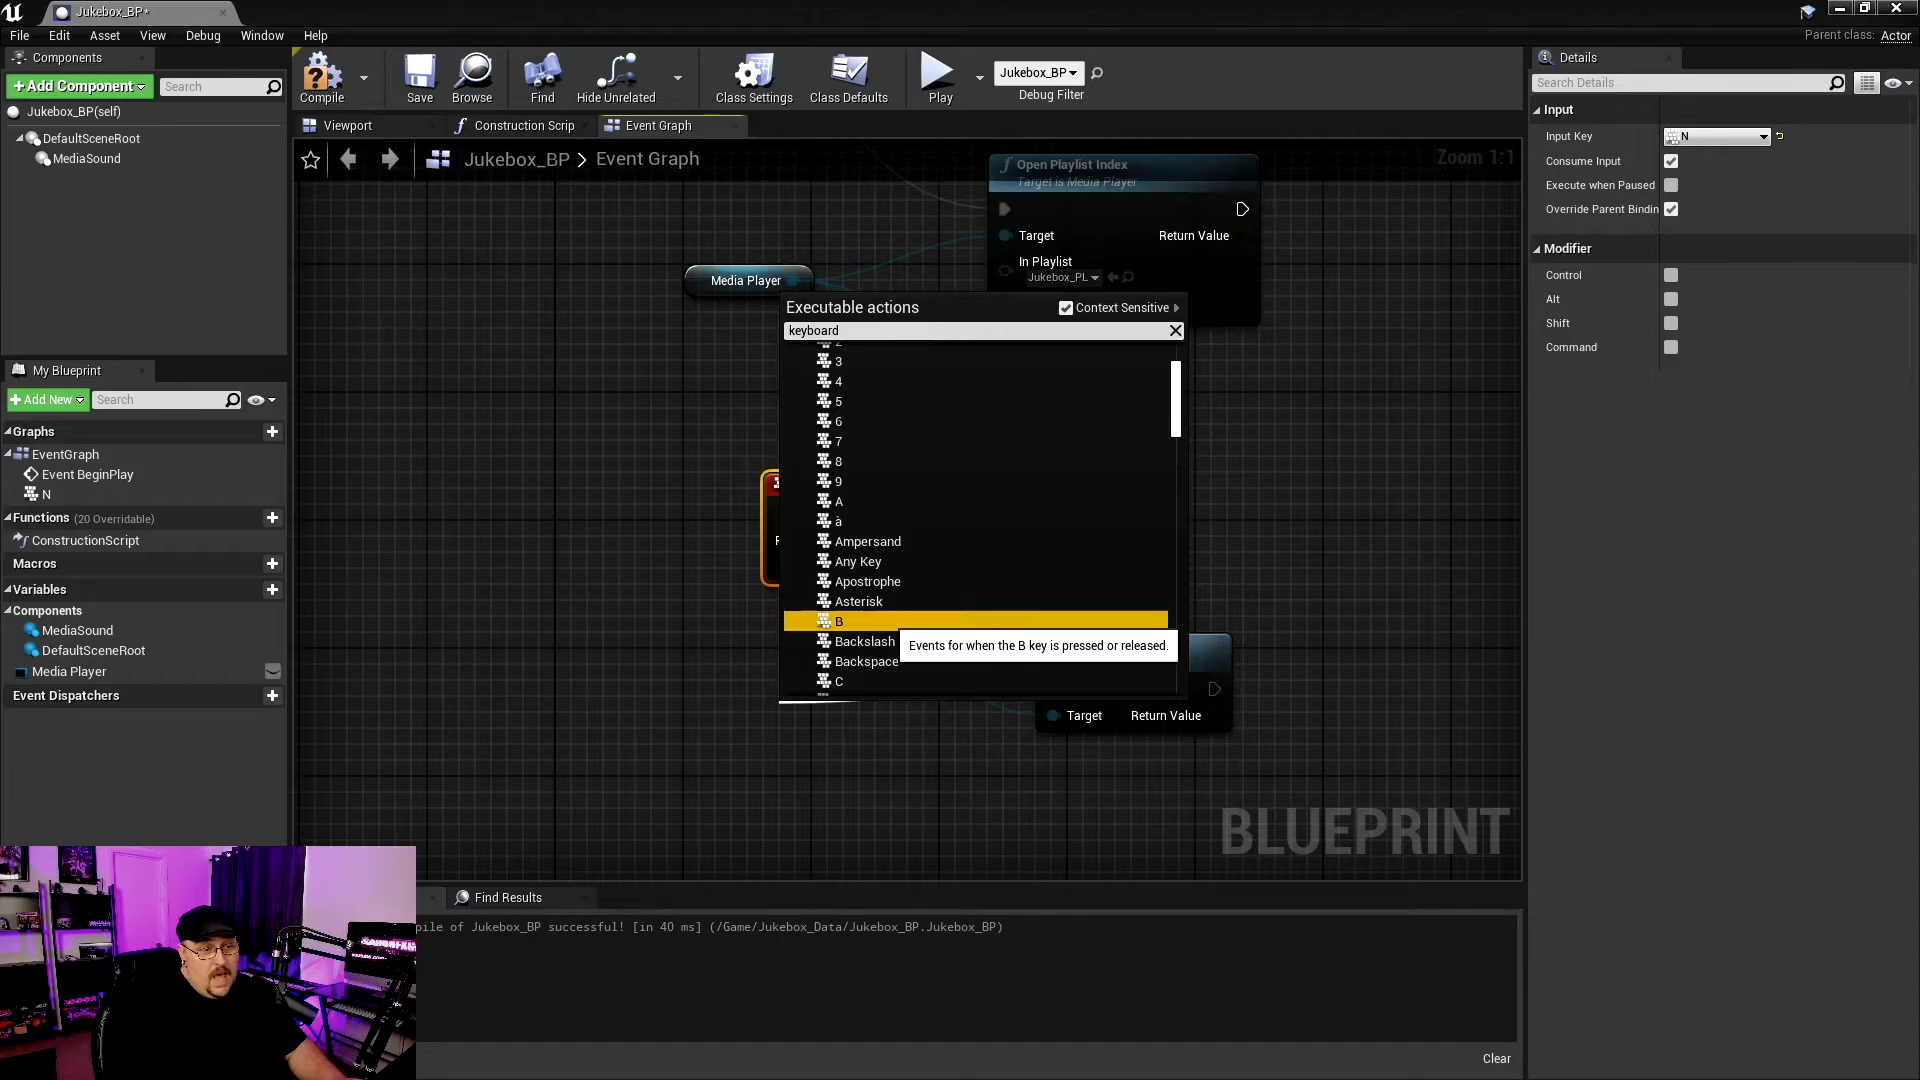 Jukebox_BP*
File Edit Asset View Debug Window Help
Parent class: Actor
Components
+Add Component
Search
Jukebox_BP(self)
DefaultSceneRoot
MediaSound
Compile
Save
Browse
Find
Hide Unrelated
Class Settings
Class Defaults
Play
Jukebox_BP
Debug Filter
Viewport
Construction Scrip
Event Graph
Jukebox_BP > Event Graph
Zoom 1:1
Open Playlist Index
Target is Media Player
Target
Return Value
In Playlist
Jukebox_PL
Media Player
Executable actions
Context Sensitive
keyboard
2
3
4
5
6
7
8
9
A
à
Ampersand
Any Key
Apostrophe
Asterisk
B
Backslash
Events for when the B key is pressed or released.
Backspace
C
Target
Return Value
BLUEPRINT
My Blueprint
+Add New
Search
Graphs
EventGraph
Event BeginPlay
N
Functions (20 Overridable)
ConstructionScript
Macros
Variables
Components
MediaSound
DefaultSceneRoot
Media Player
Event Dispatchers
Find Results
pile of Jukebox_BP successful! [in 40 ms] (/Game/Jukebox_Data/Jukebox_BP.Jukebox_BP)
Clear
Details
Search Details
Input
Input Key
N
Consume Input
Execute when Paused
Override Parent Bindin
Modifier
Control
Alt
Shift
Command